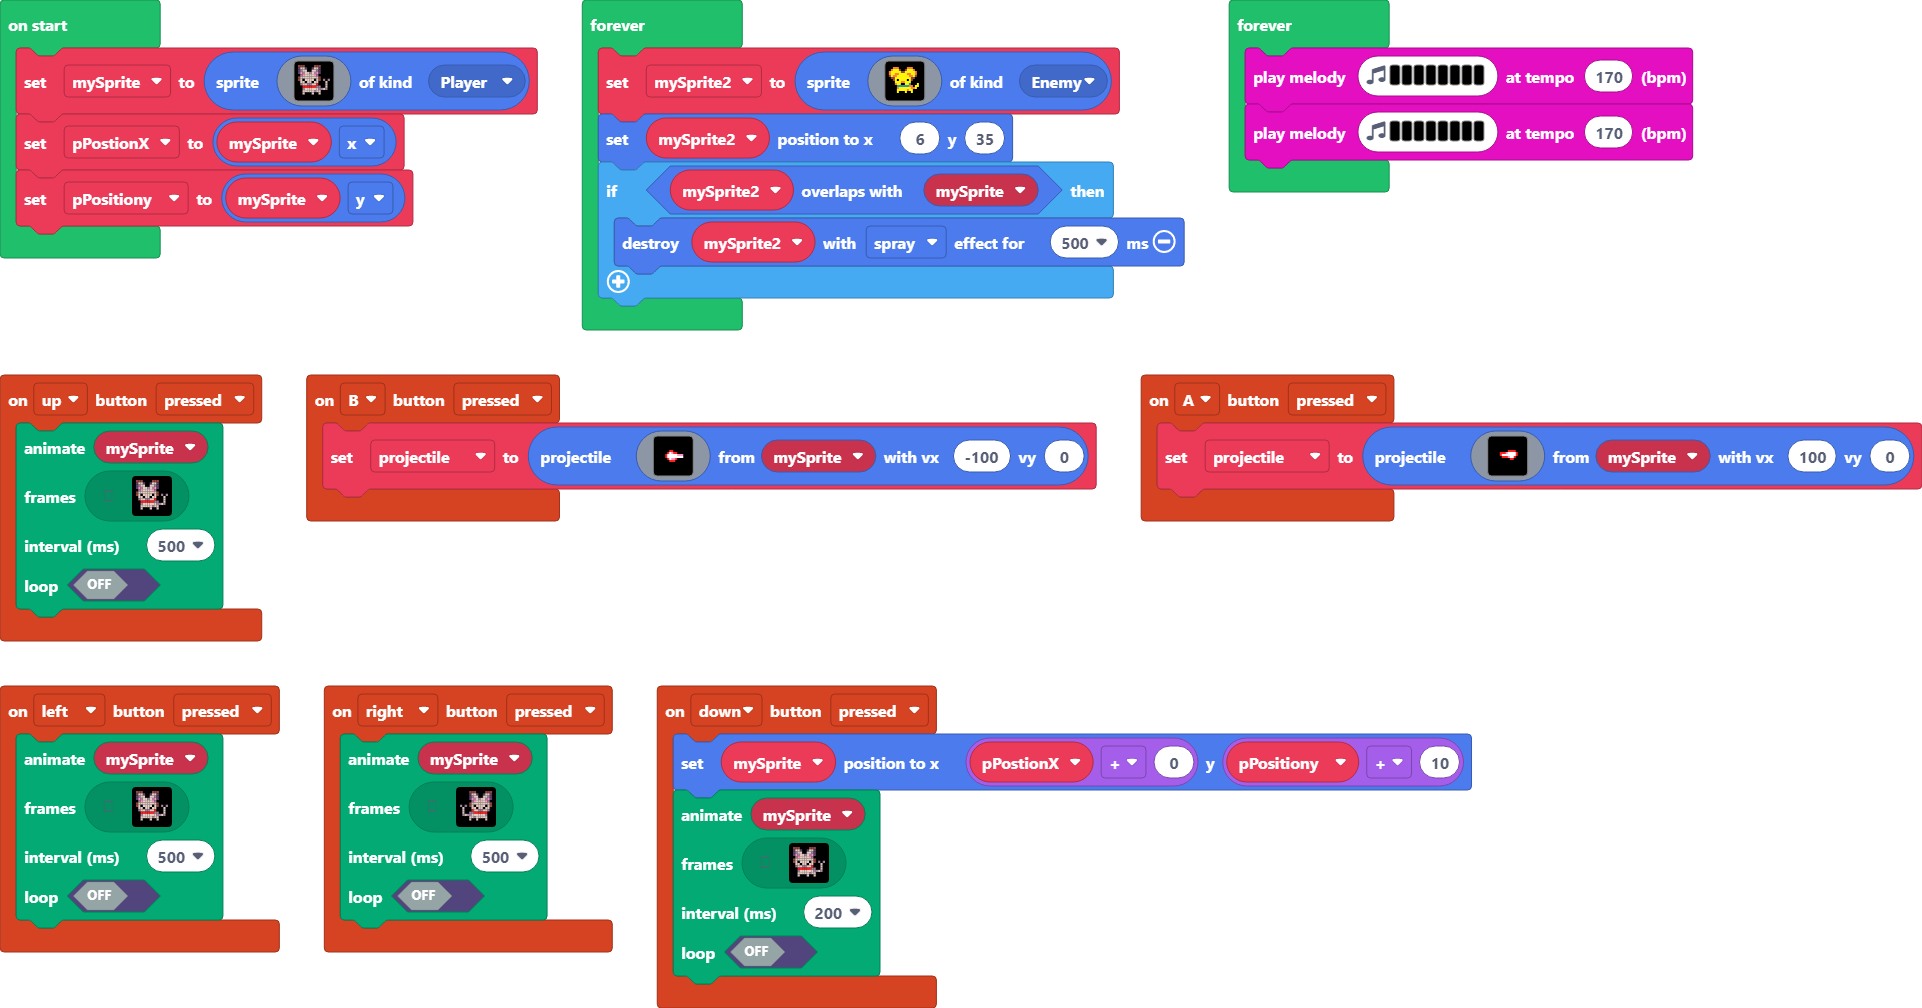 on start
set mySprite to sprite of kind Player
set pPostionX to mySprite x
set pPositiony to mySprite y
forever
set mySprite2 to sprite of kind Enemy
set mySprite2 position to x 6 y 35
if mySprite2 overlaps with mySprite then
destroy mySprite2 with spray effect for 500 ms
forever
play melody at tempo 170 (bpm)
play melody at tempo 170 (bpm)
on up button pressed
animate mySprite
frames
interval (ms) 500
loop OFF
on B button pressed
set projectile to projectile from mySprite with vx -100 vy 0
on A button pressed
set projectile to projectile from mySprite with vx 100 vy 0
on left button pressed
animate mySprite
frames
interval (ms) 500
loop OFF
on right button pressed
animate mySprite
frames
interval (ms) 500
loop OFF
on down button pressed
set mySprite position to x pPostionX + 0 y pPositiony + 10
animate mySprite
frames
interval (ms) 200
loop OFF